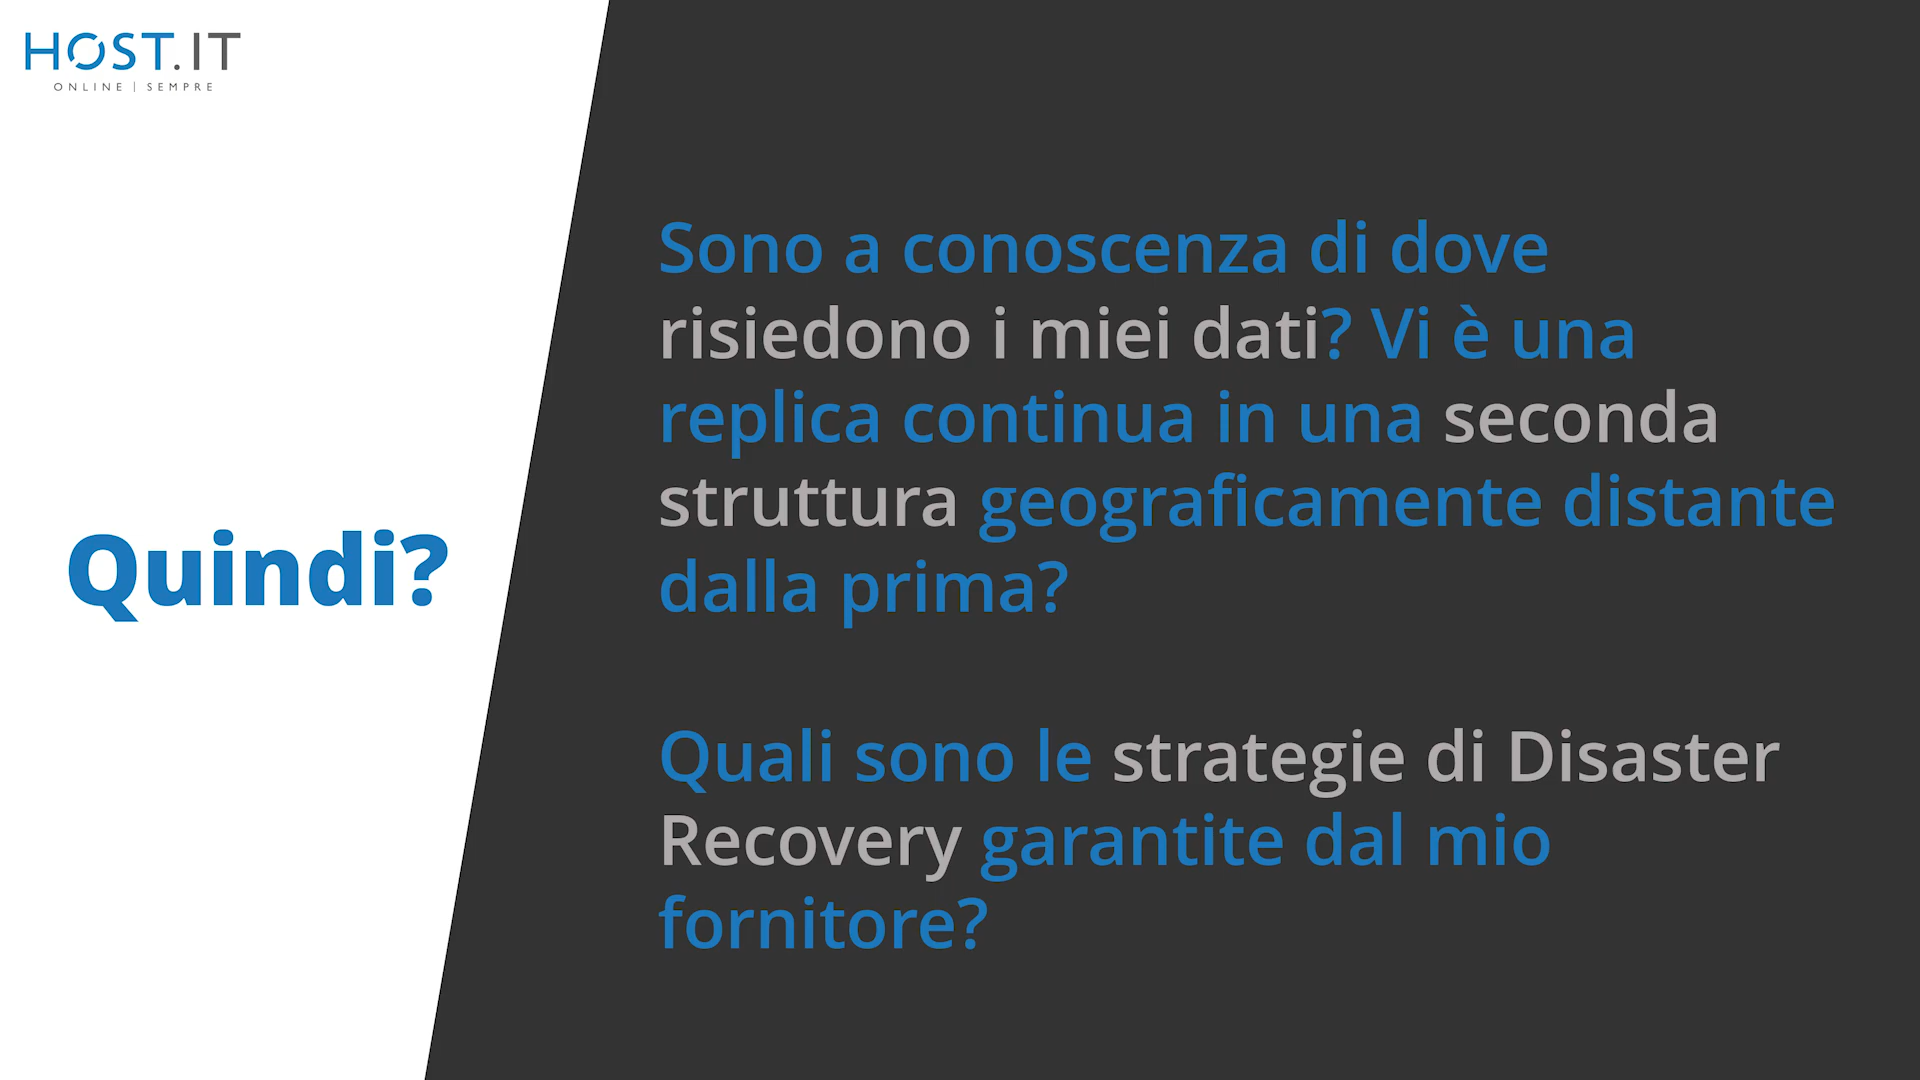 HOST.IT
ONLINE | SEMPRE
Quindi?
Sono a conoscenza di dove
risiedono i miei dati? Vi è una
replica continua in una seconda
struttura geograficamente distante
dalla prima?
Quali sono le strategie di Disaster
Recovery garantite dal mio
fornitore?